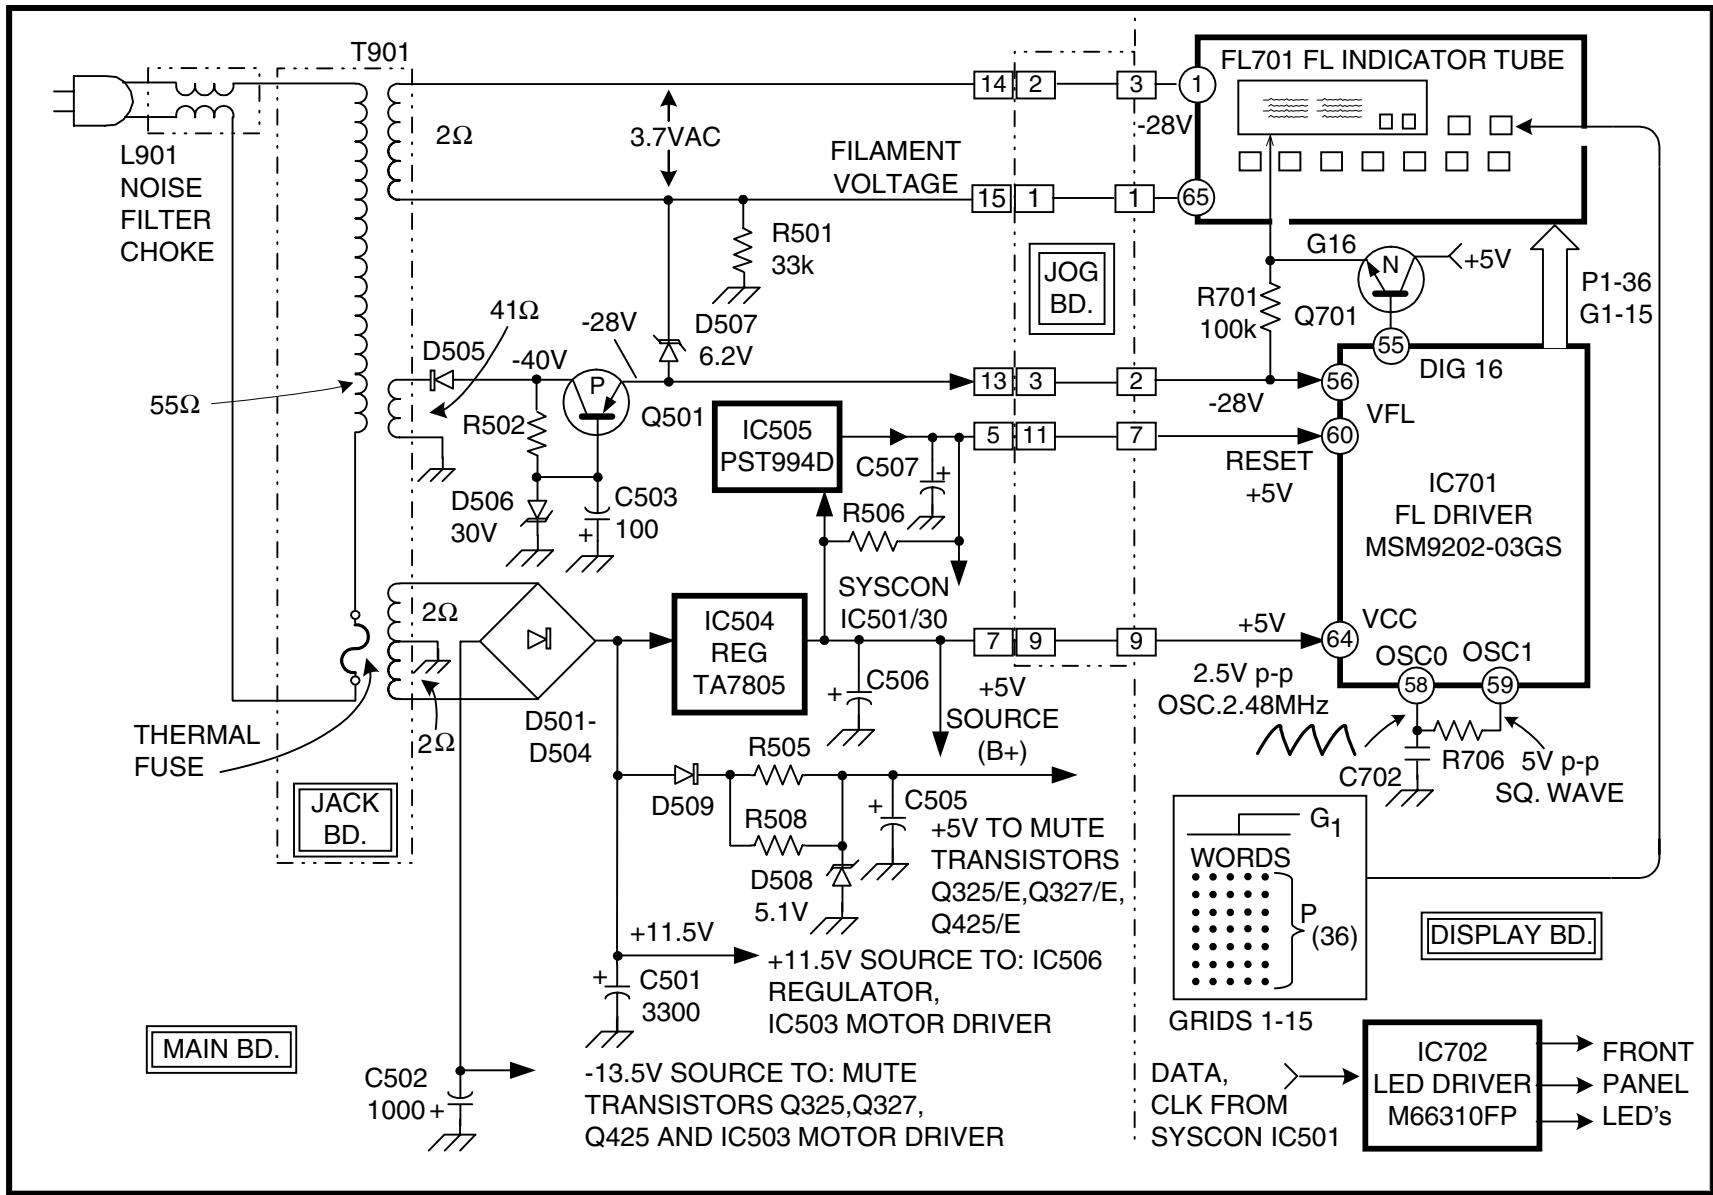 T901
L901
NOISE
FILTER
CHOKE
2Ω
3.7VAC
FILAMENT
VOLTAGE
14
2
3
1
-28V
15
1
1
65
FL701 FL INDICATOR TUBE
R501
33k
JOG
BD.
G16
N
+5V
P1-36
G1-15
R701
100k
Q701
55
DIG 16
41Ω
-28V
D507
6.2V
D505
-40V
P
Q501
55Ω
R502
D506
30V
C503
100
13
3
2
-28V
56
VFL
IC505
PST994D
C507
+
5
11
7
RESET
+5V
60
IC701
FL DRIVER
MSM9202-03GS
R506
SYSCON
IC501/30
+
2Ω
2Ω
D501-
D504
IC504
REG
TA7805
C506
+
7
9
9
+5V
64
VCC
+5V
SOURCE
(B+)
2.5V p-p
OSC.2.48MHz
OSC0
OSC1
58
59
C702
R706
5V p-p
SQ. WAVE
THERMAL
FUSE
JACK
BD.
D509
R505
R508
D508
5.1V
C505
+
+5V TO MUTE
TRANSISTORS
Q325/E,Q327/E,
Q425/E
+11.5V
C501
3300
+
+11.5V SOURCE TO: IC506
REGULATOR,
IC503 MOTOR DRIVER
G1
WORDS
P
(36)
GRIDS 1-15
DISPLAY BD.
MAIN BD.
C502
1000
+
-13.5V SOURCE TO: MUTE
TRANSISTORS Q325,Q327,
Q425 AND IC503 MOTOR DRIVER
DATA,
CLK FROM
SYSCON IC501
IC702
LED DRIVER
M66310FP
FRONT
PANEL
LED's